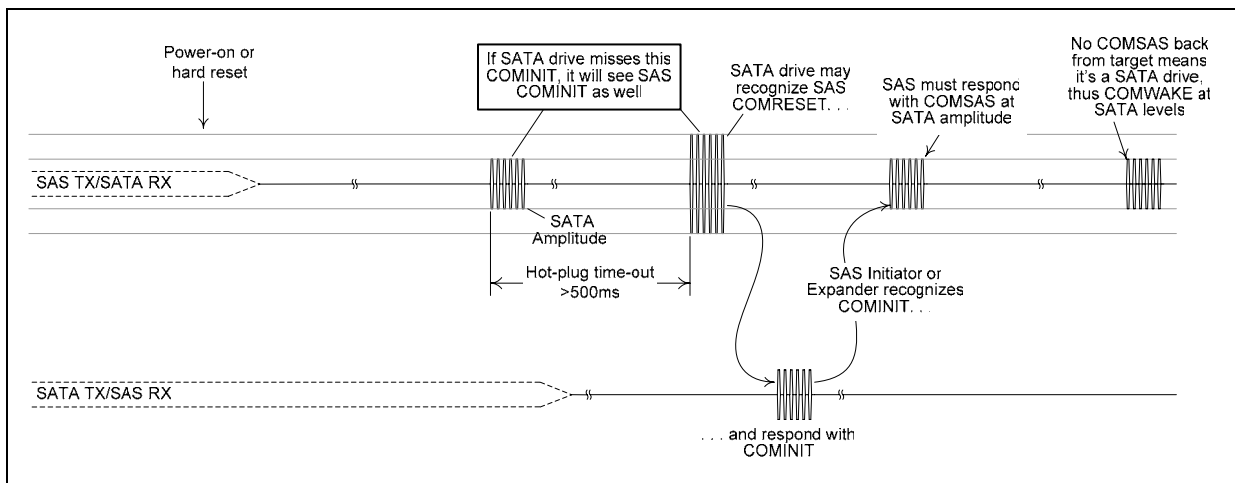 Power-on or
hard reset
If SATA drive misses this
COMINIT, it will see SAS
COMINIT as well
SATA drive may
recognize SAS
COMRESET. . .
SAS must respond
with COMSAS at
SATA amplitude
No COMSAS back
from target means
it's a SATA drive,
thus COMWAKE at
SATA levels
SAS TX/SATA RX
SATA
Amplitude
Hot-plug time-out
>500ms
SAS Initiator or
Expander recognizes
COMINIT. . .
SATA TX/SAS RX
. . . and respond with
COMINIT